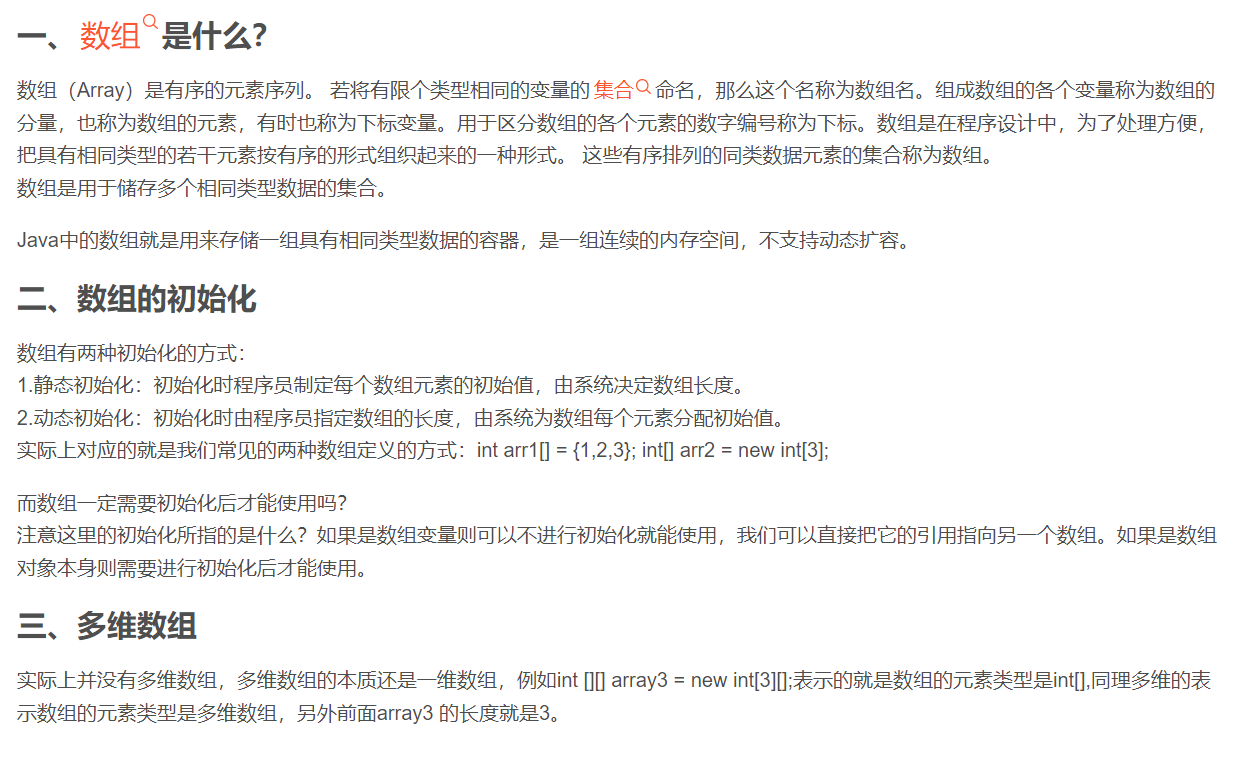 一、数组是什么？
数组（Array）是有序的元素序列。 若将有限个类型相同的变量的 集合 命名，那么这个名称为数组名。组成数组的各个变量称为数组的
分量，也称为数组的元素，有时也称为下标变量。用于区分数组的各个元素的数字编号称为下标。数组是在程序设计中，为了处理方便，
把具有相同类型的若干元素按有序的形式组织起来的一种形式。 这些有序排列的同类数据元素的集合称为数组。
数组是用于储存多个相同类型数据的集合。
Java中的数组就是用来存储一组具有相同类型数据的容器，是一组连续的内存空间，不支持动态扩容。
二、数组的初始化
数组有两种初始化的方式：
1.静态初始化：初始化时程序员制定每个数组元素的初始值，由系统决定数组长度。
2.动态初始化：初始化时由程序员指定数组的长度，由系统为数组每个元素分配初始值。
实际上对应的就是我们常见的两种数组定义的方式：int arr1[] = {1,2,3}; int[] arr2 = new int[3];
而数组一定需要初始化后才能使用吗？
注意这里的初始化所指的是什么？如果是数组变量则可以不进行初始化就能使用，我们可以直接把它的引用指向另一个数组。如果是数组
对象本身则需要进行初始化后才能使用。
三、多维数组
实际上并没有多维数组，多维数组的本质还是一维数组，例如int [][] array3 = new int[3][];表示的就是数组的元素类型是int[],同理多维的表
示数组的元素类型是多维数组，另外前面array3 的长度就是3。